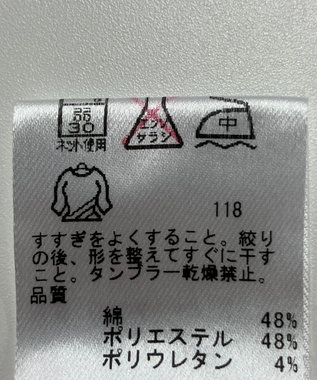 弱
30
ネット使用
エンソ
サラシ
中
118
すすぎをよくすること。絞り
の後、形を整えてすぐに干す
こと。タンブラー乾燥禁止。
品質
綿 48%
ポリエステル 48%
ポリウレタン 4%